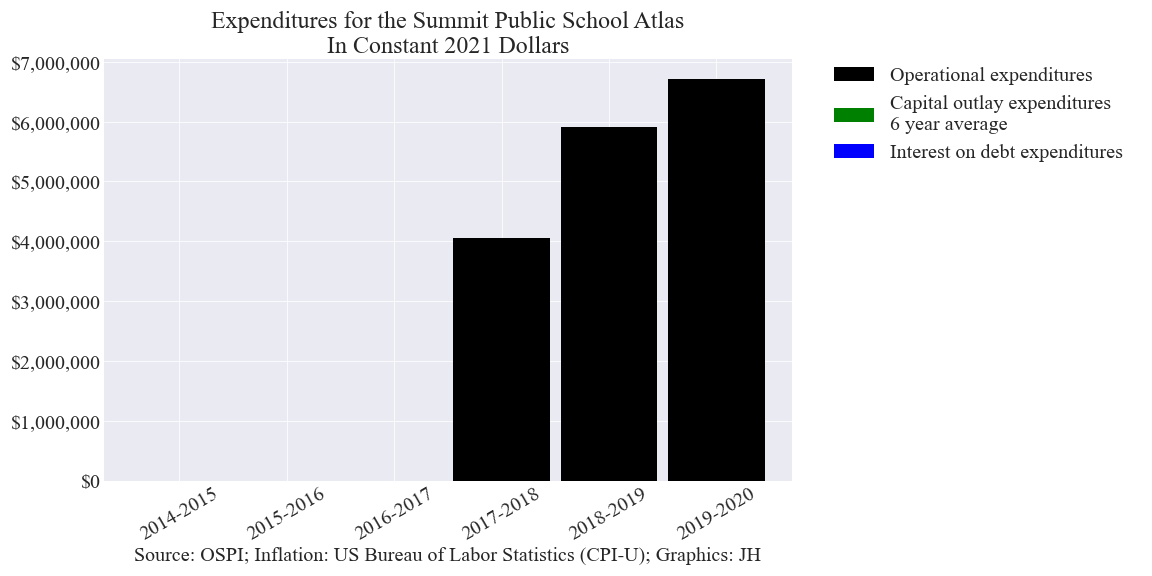 Expenditures for the Summit Public School Atlas
In Constant 2021 Dollars
$7,000,000
$6,000,000
$5,000,000
$4,000,000
$3,000,000
$2,000,000
$1,000,000
$0
2014-2015
2015-2016
2016-2017
2017-2018
2018-2019
2019-2020
Source: OSPI; Inflation: US Bureau of Labor Statistics (CPI-U); Graphics: JH
Operational expenditures
Capital outlay expenditures
6 year average
Interest on debt expenditures